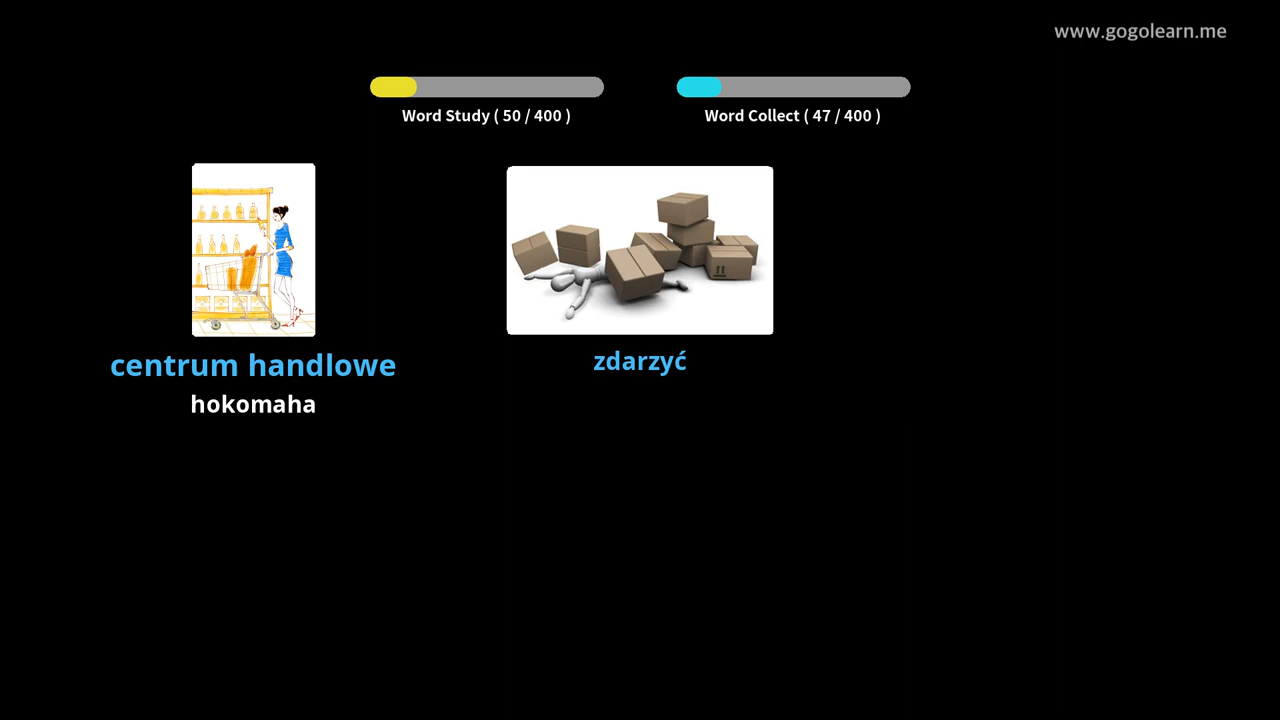 www.gogolearn.me
Word Study ( 50 / 400 )
Word Collect ( 47 / 400 )
centrum handlowe
hokomaha
zdarzyć